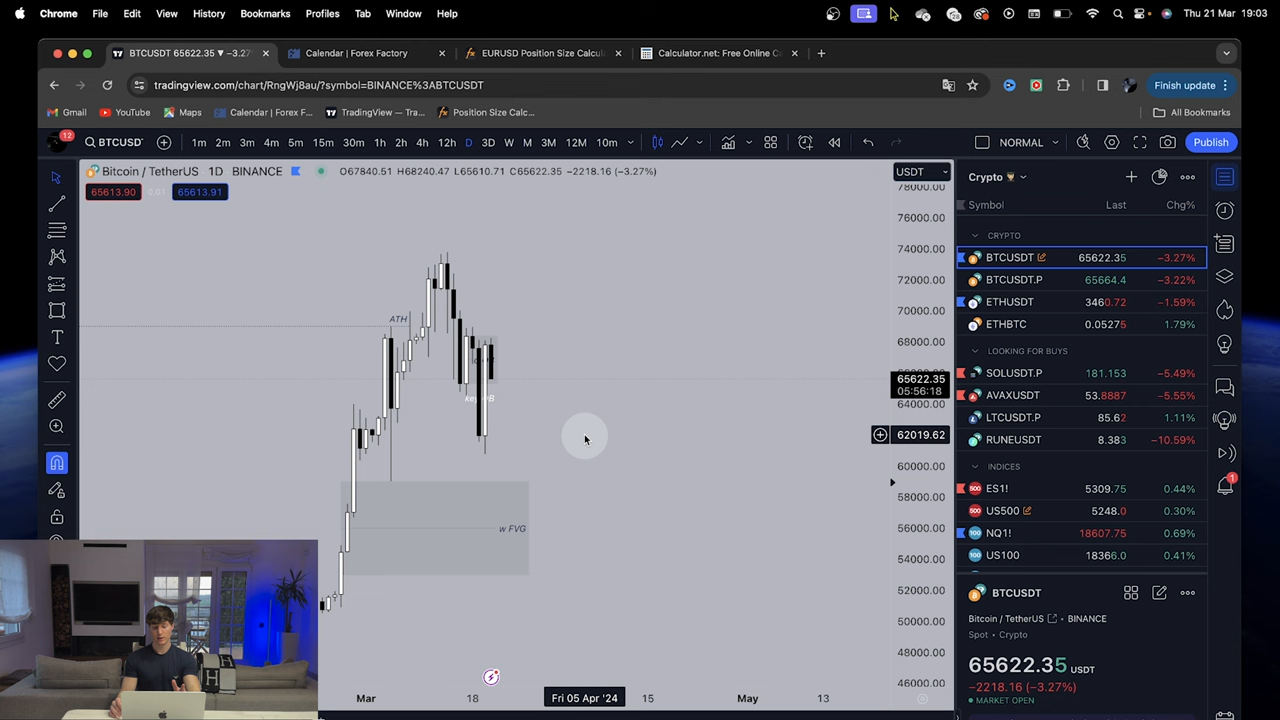 Chrome File Edit View History Bookmarks Profiles Tab Window Help 28 Thu 21 Mar 19:03
BTCUSDT 65622.35 ▼ −3.27% Calendar | Forex Factory EURUSD Position Size Calcul Calculator.net: Free Online C
tradingview.com/chart/RngWj8au/?symbol=BINANCE%3ABTCUSDT Finish update
Gmail YouTube Maps Calendar | Forex F... TradingView — Tra... Position Size Calc... All Bookmarks
12 BTCUSD 1m 2m 3m 4m 5m 15m 30m 1h 2h 4h 12h D 3D W M 3M 12M 10m NORMAL Publish
Bitcoin / TetherUS 1D BINANCE O67840.51 H68240.47 L65610.71 C65622.35 −2218.16 (−3.27%)
USDT
65613.90 0.01 65613.91
78000.00
76000.00
74000.00
72000.00
70000.00
68000.00
65622.35
05:56:18
64000.00
62019.62
60000.00
58000.00
56000.00
54000.00
52000.00
50000.00
48000.00
46000.00
ATH
w FVG
Mar 18 Fri 05 Apr '24 15 May 13
Crypto
Symbol Last Chg%
CRYPTO
BTCUSDT 65622.35 −3.27%
BTCUSDT.P 65664.4 −3.22%
ETHUSDT 3460.72 −1.59%
ETHBTC 0.05275 1.79%
LOOKING FOR BUYS
SOLUSDT.P 181.153 −5.49%
AVAXUSDT 53.8887 −5.55%
LTCUSDT.P 85.62 1.11%
RUNEUSDT 8.383 −10.59%
INDICES
500 ES1! 5309.75 0.44%
500 US500 5248.0 0.30%
100 NQ1! 18607.75 0.69%
100 US100 18366.0 0.41%
BTCUSDT
Bitcoin / TetherUS • BINANCE
Spot • Crypto
65622.35 USDT
−2218.16 (−3.27%)
MARKET OPEN
1
H